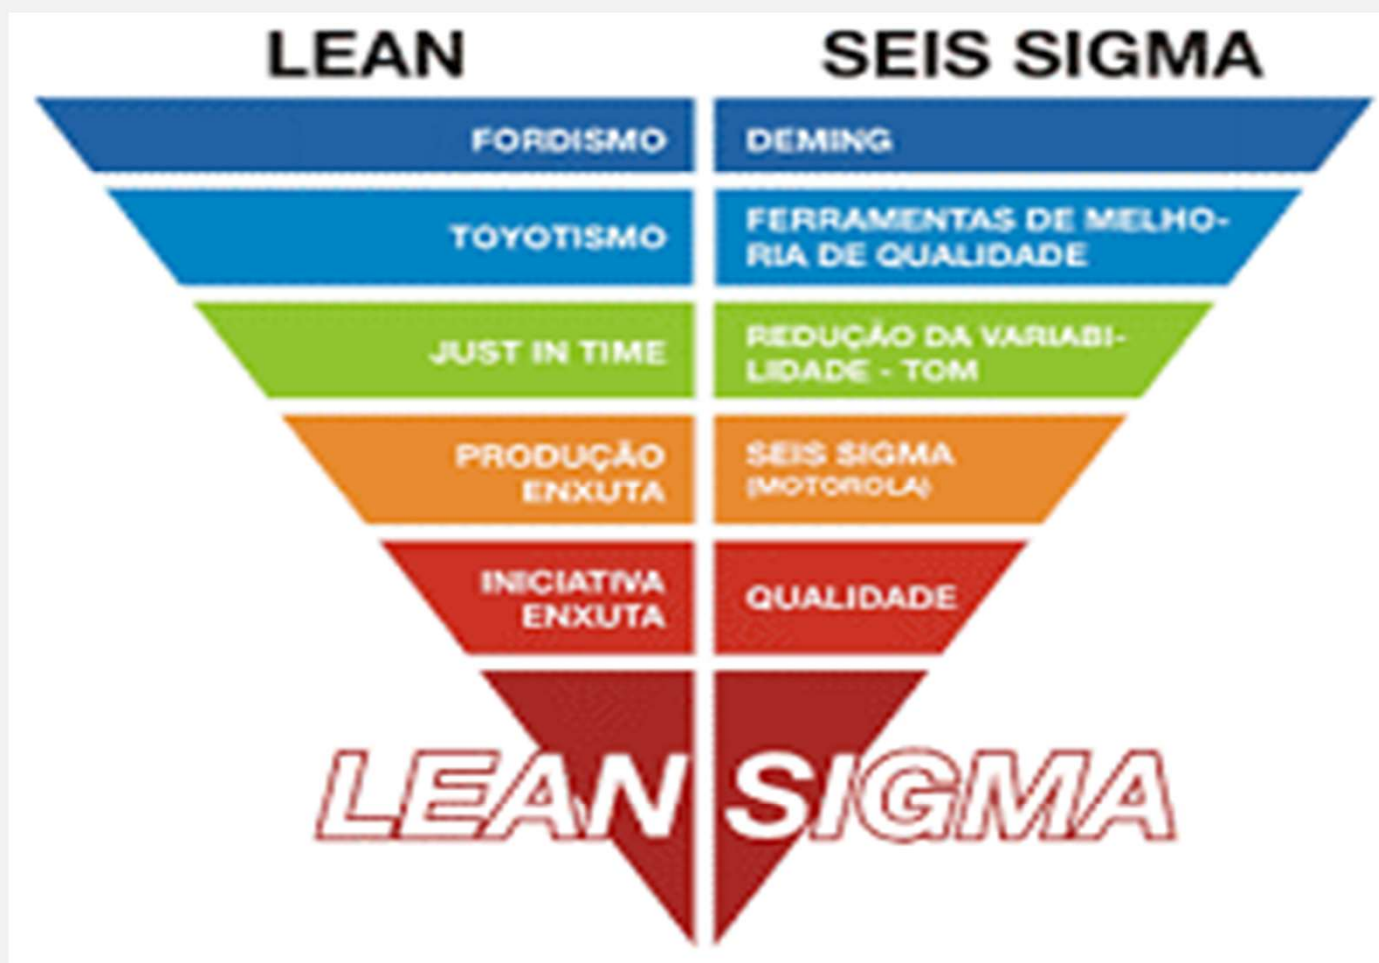 LEAN
SEIS SIGMA
FORDISMO
DEMING
TOYOTISMO
FERRAMENTAS DE MELHO-
RIA DE QUALIDADE
JUST IN TIME
REDUÇÃO DA VARIABI-
LIDADE - TQM
PRODUÇÃO
ENXUTA
SEIS SIGMA
(MOTOROLA)
INICIATIVA
ENXUTA
QUALIDADE
LEAN SIGMA